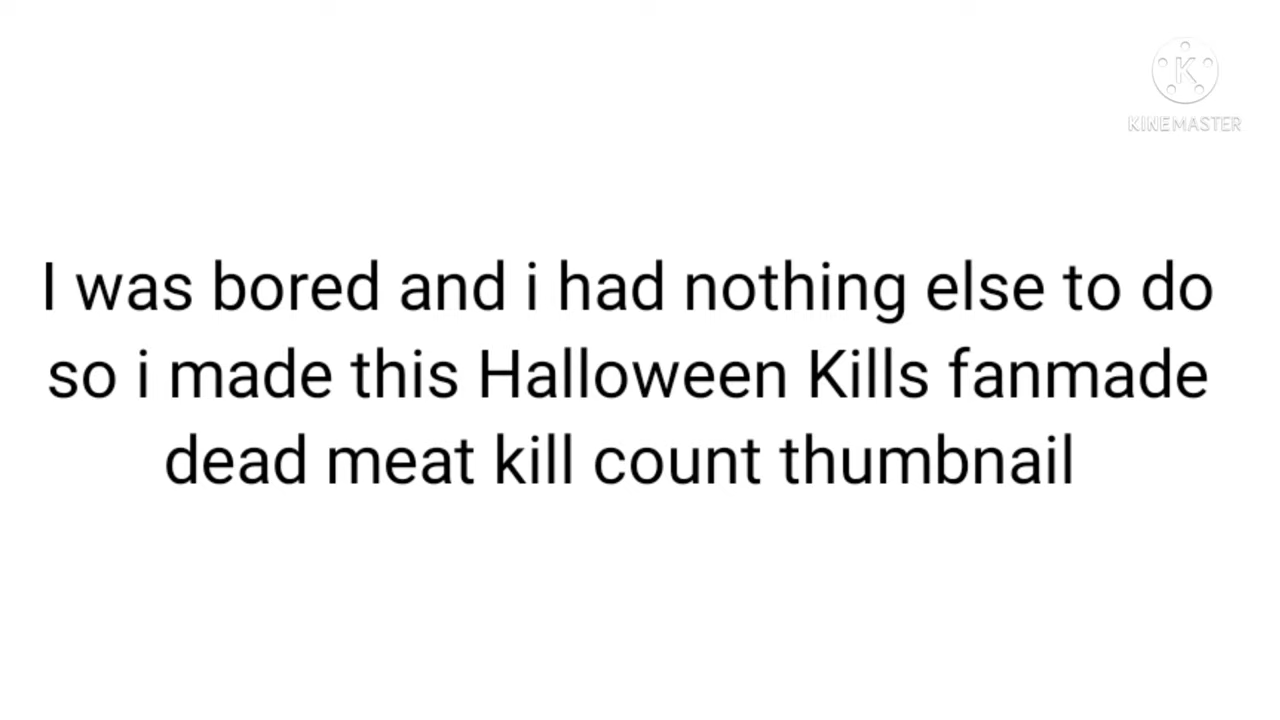 KINEMASTER
I was bored and i had nothing else to do
so i made this Halloween Kills fanmade
dead meat kill count thumbnail